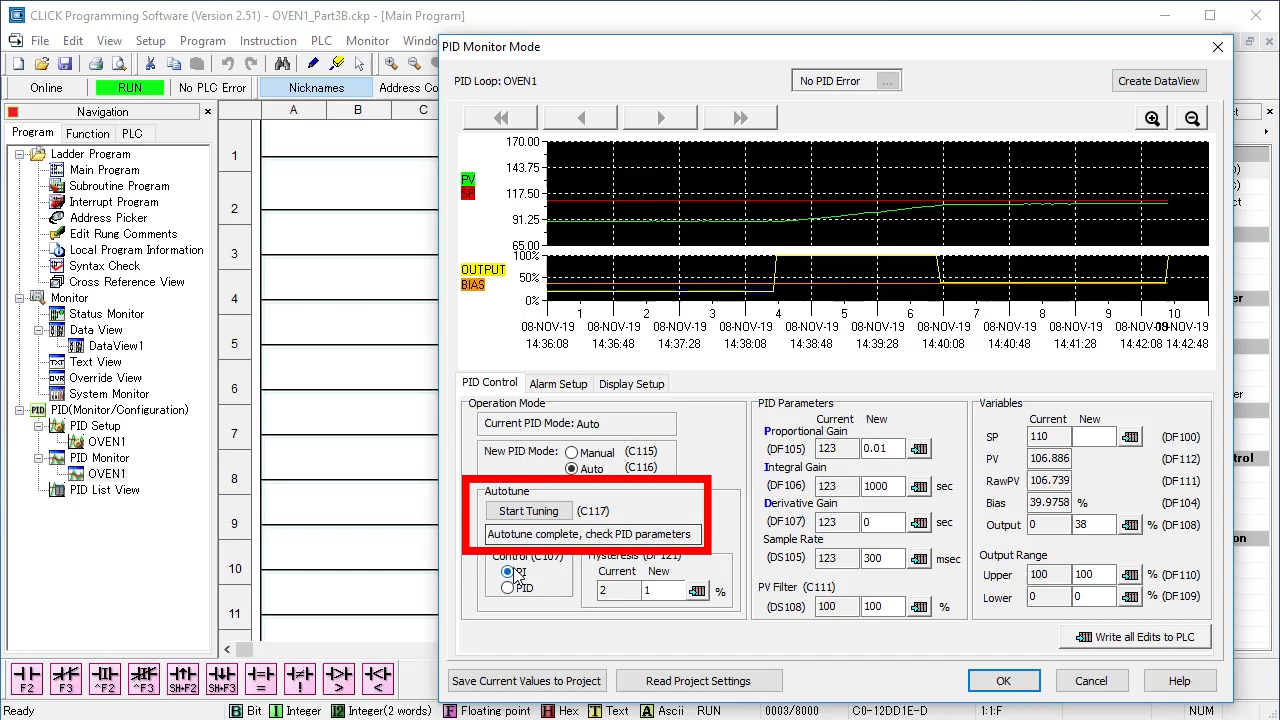 CLICK Programming Software (Version 2.51) - OVEN1_Part3B.ckp - [Main Program]
File Edit View Setup Program Instruction PLC Monitor Windo
Online RUN No PLC Error Nicknames Address Co
Navigation
Program Function PLC
Ladder Program
Main Program
Subroutine Program
Interrupt Program
Address Picker
Edit Rung Comments
Local Program Information
Syntax Check
Cross Reference View
Monitor
Status Monitor
Data View
DataView1
Text View
Override View
System Monitor
PID(Monitor/Configuration)
PID Setup
OVEN1
PID Monitor
OVEN1
PID List View
A B C
1
2
3
4
5
6
7
8
9
10
11
PID Monitor Mode
PID Loop: OVEN1
No PID Error ...
Create DataView
170.00
143.75
117.50
91.25
65.00
PV
SP
100%
50%
0%
OUTPUT
BIAS
1 2 3 4 5 6 7 8 9 10
08-NOV-19 08-NOV-19 08-NOV-19 08-NOV-19 08-NOV-19 08-NOV-19 08-NOV-19 08-NOV-19 08-NOV-19 08-NOV-19
14:36:08 14:36:48 14:37:28 14:38:08 14:38:48 14:39:28 14:40:08 14:40:48 14:41:28 14:42:08 14:42:48
PID Control Alarm Setup Display Setup
Operation Mode
Current PID Mode: Auto
New PID Mode: Manual (C115)
Auto (C116)
Autotune
Start Tuning (C117)
Autotune complete, check PID parameters
Control (C107)
PI
PID
Hysteresis (DF121)
Current New
2 1 %
PID Parameters
Current New
Proportional Gain
(DF105) 123 0.01
Integral Gain
(DF106) 123 1000 sec
Derivative Gain
(DF107) 123 0 sec
Sample Rate
(DS105) 123 300 msec
PV Filter (C111)
(DS108) 100 100 %
Variables
Current New
SP 110 (DF100)
PV 106.886 (DF112)
RawPV 106.739 (DF111)
Bias 39.9758 % (DF104)
Output 0 38 % (DF108)
Output Range
Upper 100 100 % (DF110)
Lower 0 0 % (DF109)
Write all Edits to PLC
Save Current Values to Project Read Project Settings OK Cancel Help
F2 F3 ^F2 ^F3 SH+F2 SH+F3 = ! > <
Ready Bit Integer Integer(2 words) Floating point Hex Text Ascii RUN 0003/8000 C0-12DD1E-D 1:1:F NUM